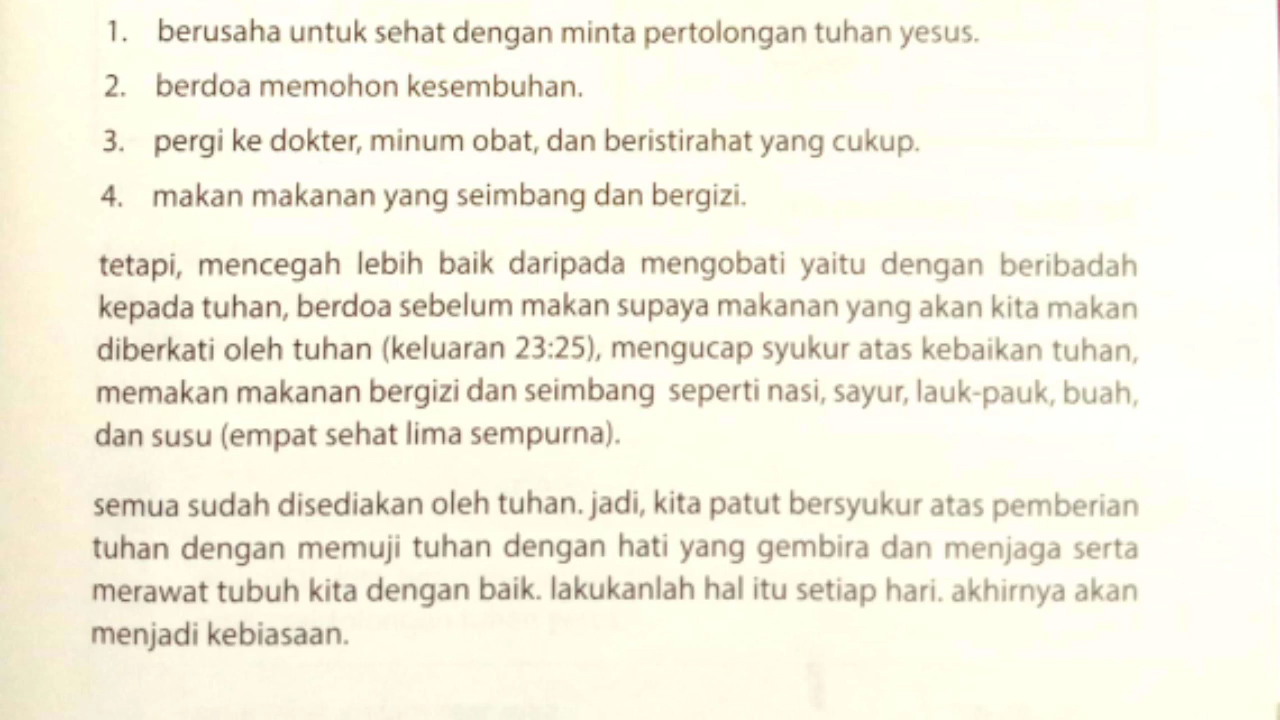 1. berusaha untuk sehat dengan minta pertolongan tuhan yesus.
2. berdoa memohon kesembuhan.
3. pergi ke dokter, minum obat, dan beristirahat yang cukup.
4. makan makanan yang seimbang dan bergizi.
tetapi, mencegah lebih baik daripada mengobati yaitu dengan beribadah
kepada tuhan, berdoa sebelum makan supaya makanan yang akan kita makan
diberkati oleh tuhan (keluaran 23:25), mengucap syukur atas kebaikan tuhan,
memakan makanan bergizi dan seimbang seperti nasi, sayur, lauk-pauk, buah,
dan susu (empat sehat lima sempurna).
semua sudah disediakan oleh tuhan. jadi, kita patut bersyukur atas pemberian
tuhan dengan memuji tuhan dengan hati yang gembira dan menjaga serta
merawat tubuh kita dengan baik. lakukanlah hal itu setiap hari. akhirnya akan
menjadi kebiasaan.